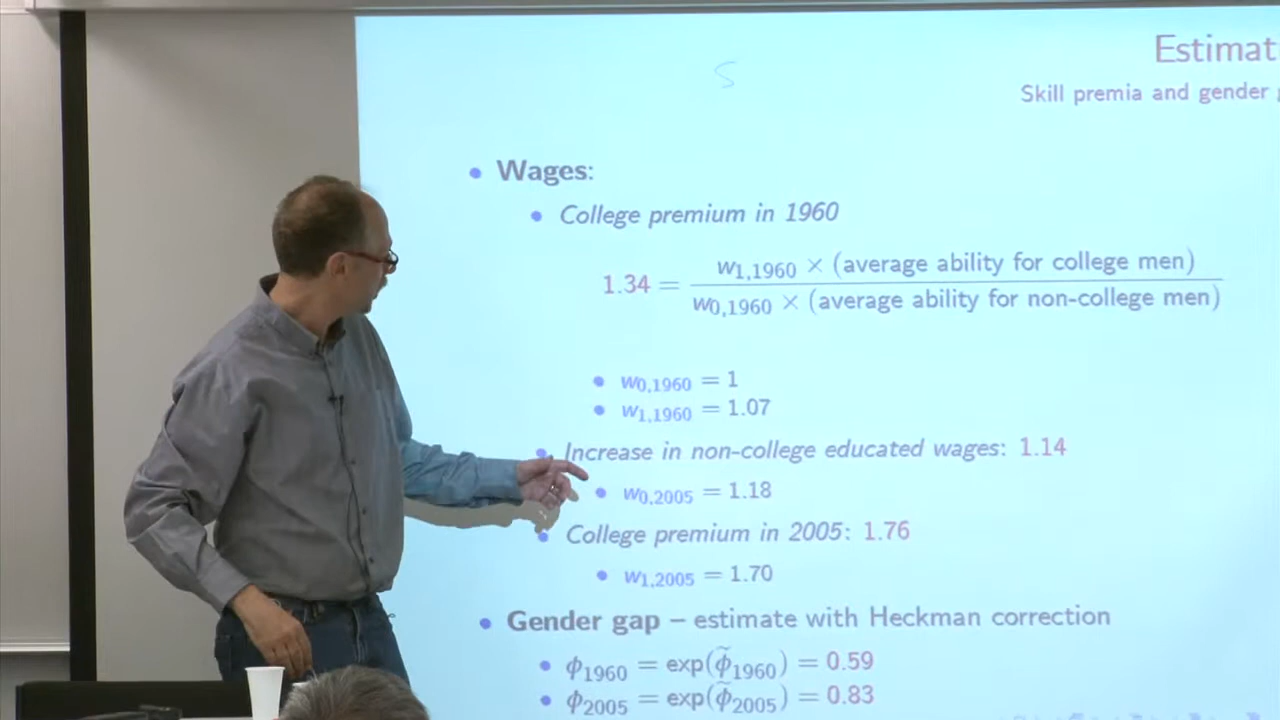 Estimat
Skill premia and gender
S
• Wages:
• College premium in 1960
1.34 = w1,1960 × (average ability for college men) / w0,1960 × (average ability for non-college men)
• w0,1960 = 1
• w1,1960 = 1.07
• Increase in non-college educated wages: 1.14
• w0,2005 = 1.18
• College premium in 2005: 1.76
• w1,2005 = 1.70
• Gender gap – estimate with Heckman correction
• ϕ1960 = exp(ϕ̃1960) = 0.59
• ϕ2005 = exp(ϕ̃2005) = 0.83